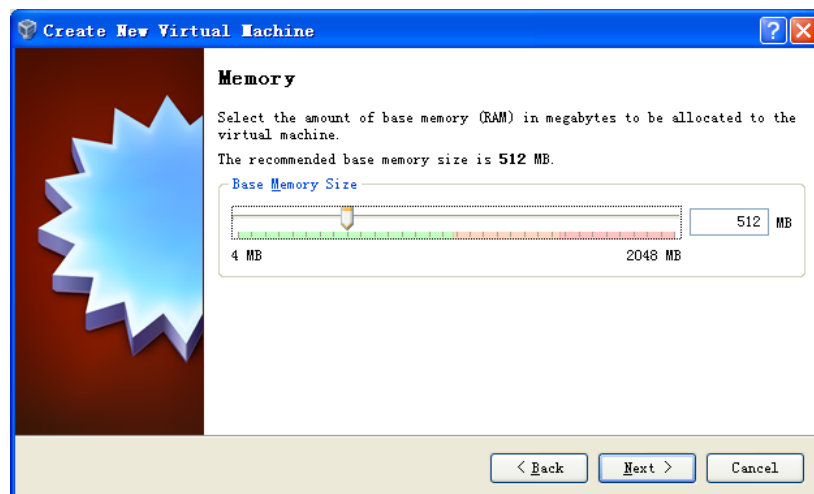 Create New Virtual Machine
Memory
Select the amount of base memory (RAM) in megabytes to be allocated to the
virtual machine.
The recommended base memory size is 512 MB.
Base Memory Size
512 MB
4 MB 2048 MB
< Back Next > Cancel